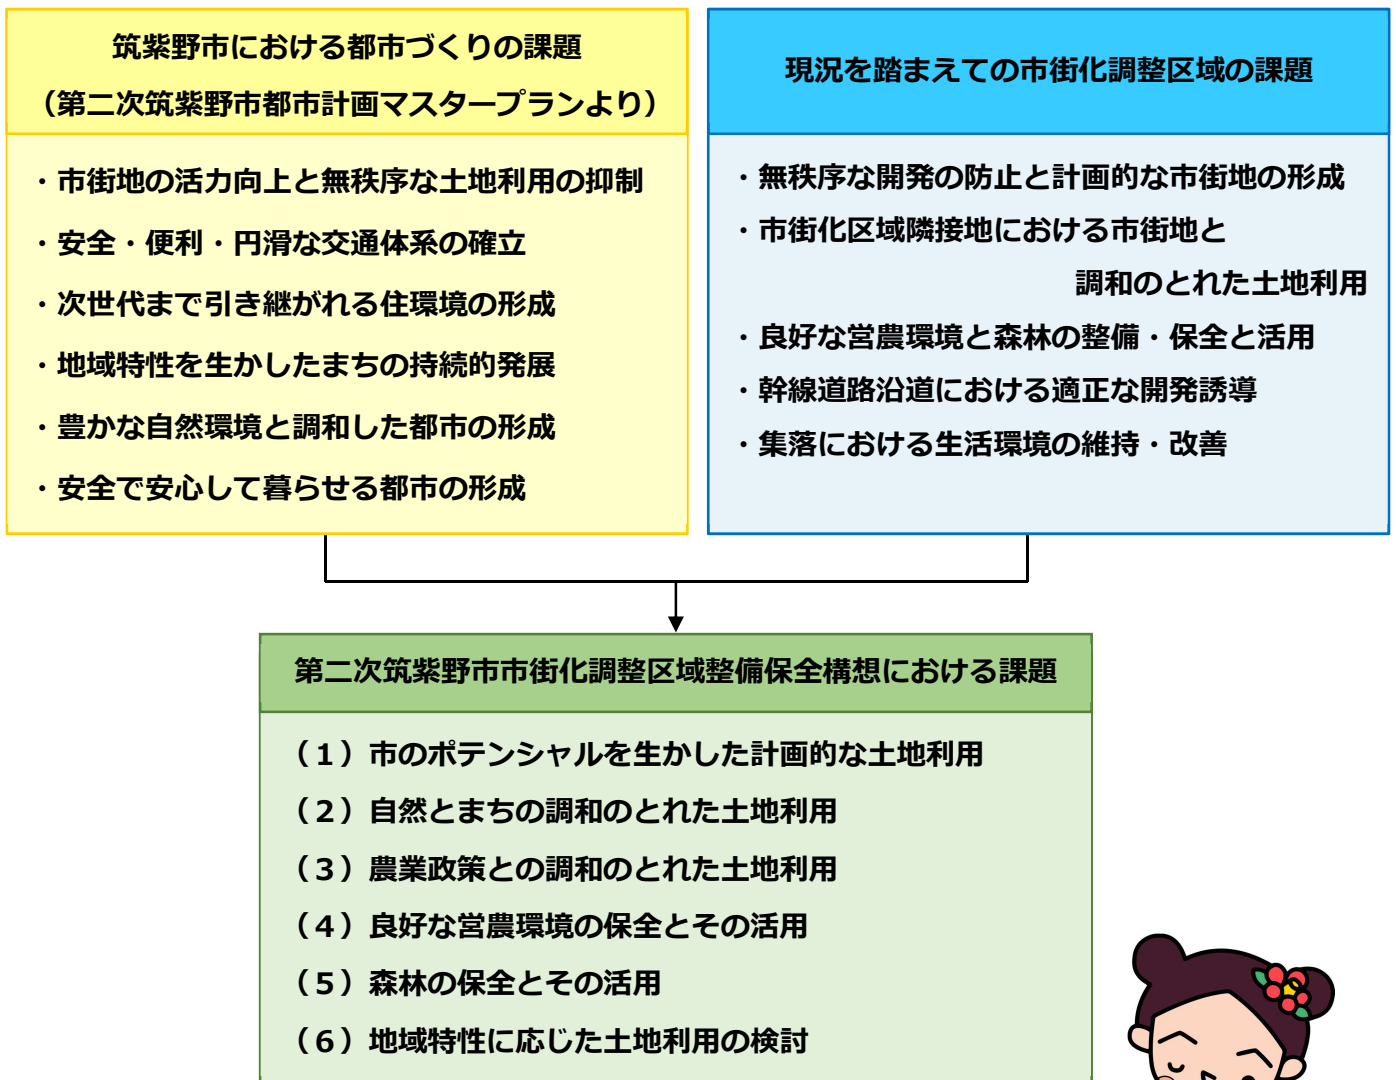 筑紫野市における都市づくりの課題
（第二次筑紫野市都市計画マスタープランより）
・市街地の活力向上と無秩序な土地利用の抑制
・安全・便利・円滑な交通体系の確立
・次世代まで引き継がれる住環境の形成
・地域特性を生かしたまちの持続的発展
・豊かな自然環境と調和した都市の形成
・安全で安心して暮らせる都市の形成
現況を踏まえての市街化調整区域の課題
・無秩序な開発の防止と計画的な市街地の形成
・市街化区域隣接地における市街地と
調和のとれた土地利用
・良好な営農環境と森林の整備・保全と活用
・幹線道路沿道における適正な開発誘導
・集落における生活環境の維持・改善
第二次筑紫野市市街化調整区域整備保全構想における課題
（１）市のポテンシャルを生かした計画的な土地利用
（２）自然とまちの調和のとれた土地利用
（３）農業政策との調和のとれた土地利用
（４）良好な営農環境の保全とその活用
（５）森林の保全とその活用
（６）地域特性に応じた土地利用の検討